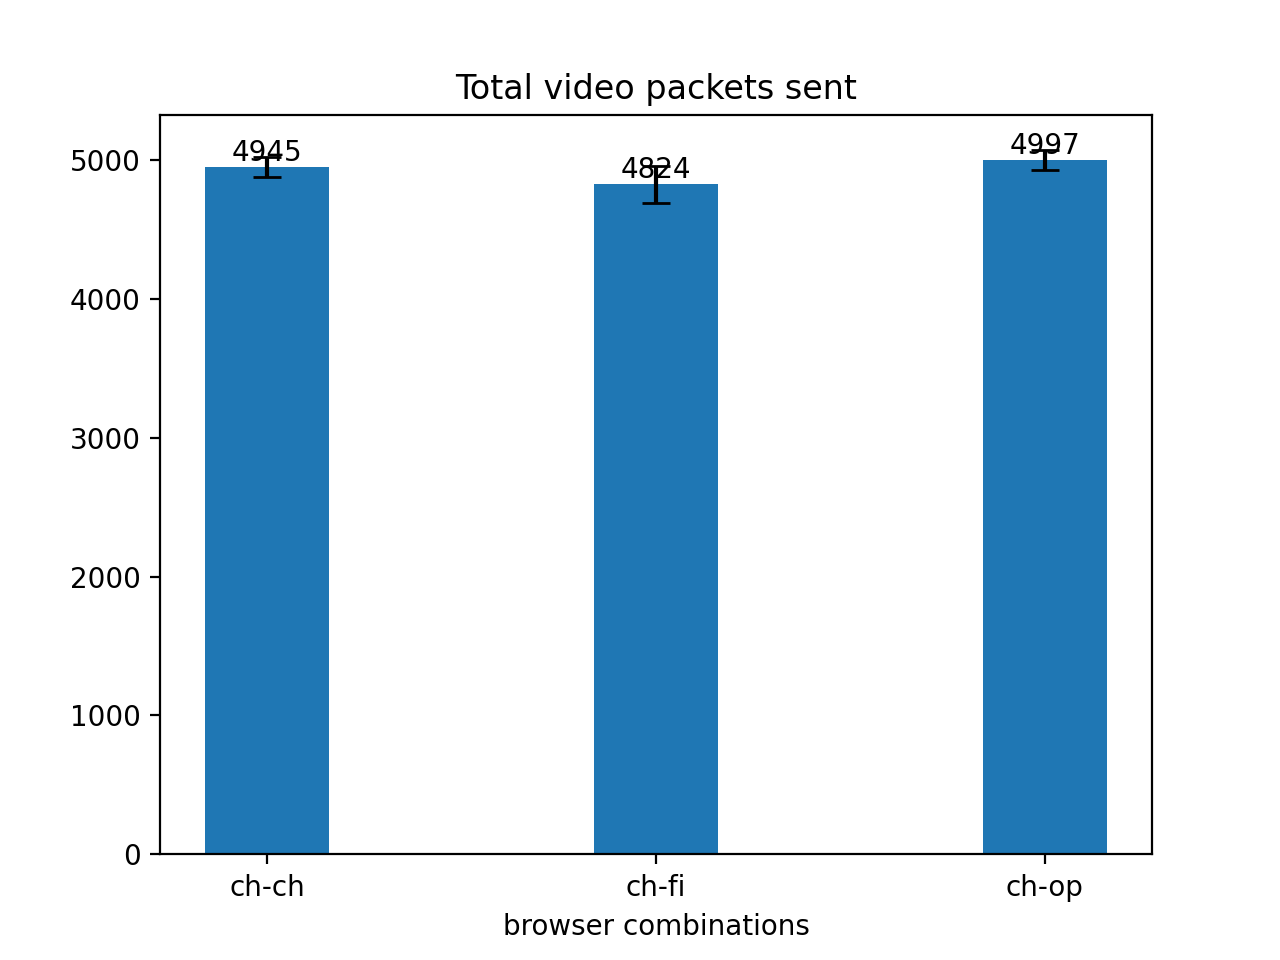 Total video packets sent
4945
4824
4997
5000
4000
3000
2000
1000
0
ch-ch
ch-fi
ch-op
browser combinations